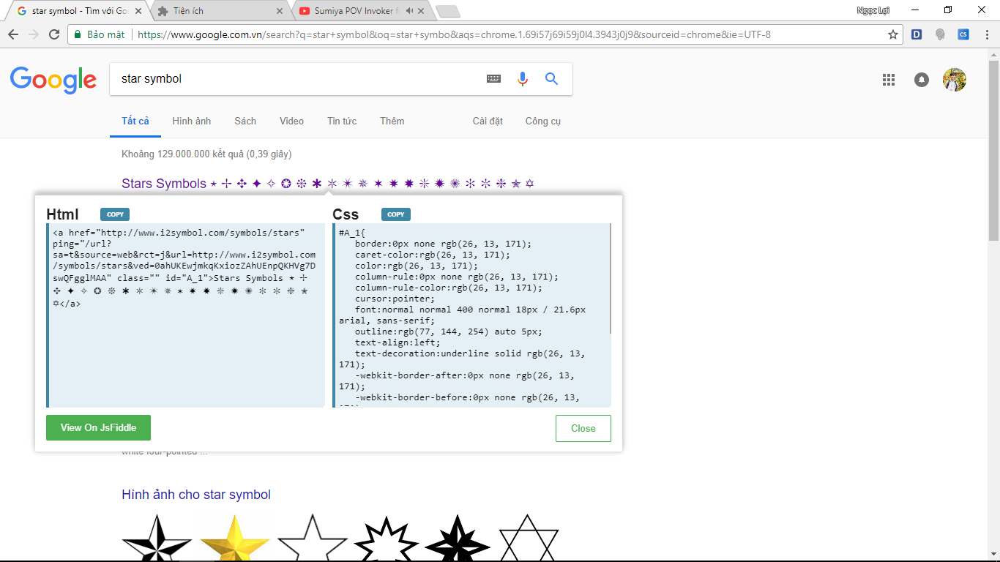 star symbol - Tìm với Go
Tiện ích
Sumiya POV Invoker f
Ngọc Lợi
Bảo mật
https://www.google.com.vn/search?q=star+symbol&oq=star+symbo&aqs=chrome.1.69i57j69i59j0l4.3943j0j9&sourceid=chrome&ie=UTF-8
D
CS
Google
star symbol
Tất cả Hình ảnh Sách Video Tin tức Thêm Cài đặt Công cụ
Khoảng 129.000.000 kết quả (0,39 giây)
Stars Symbols ⋆ ✢ ✣ ✦ ✧ ✪ ❊ ✱ ✲ ✴ ✵ ✶ ✷ ✸ ❈ ✹ ✺ ✻ ✼ ❉ ✯ ✡
Html COPY
<a href="http://www.i2symbol.com/symbols/stars"
ping="/url?
sa=t&source=web&rct=j&url=http://www.i2symbol.com
/symbols/stars&ved=0ahUKEwjmkqKxiozZAhUEnpQKHVg7D
swQFgglMAA" class="" id="A_1">Stars Symbols ⋆ ✢
✣ ✦ ✧ ✪ ❊ ✱ ✲ ✴ ✵ ✶ ✷ ✸ ❈ ✹ ✺ ✻ ✼ ❉ ✯
✡</a>
Css COPY
#A_1{
border:0px none rgb(26, 13, 171);
caret-color:rgb(26, 13, 171);
color:rgb(26, 13, 171);
column-rule:0px none rgb(26, 13, 171);
column-rule-color:rgb(26, 13, 171);
cursor:pointer;
font:normal normal 400 normal 18px / 21.6px
arial, sans-serif;
outline:rgb(77, 144, 254) auto 5px;
text-align:left;
text-decoration:underline solid rgb(26, 13,
171);
-webkit-border-after:0px none rgb(26, 13,
171);
-webkit-border-before:0px none rgb(26, 13,
View On JsFiddle
Close
white four-pointed ...
Hình ảnh cho star symbol